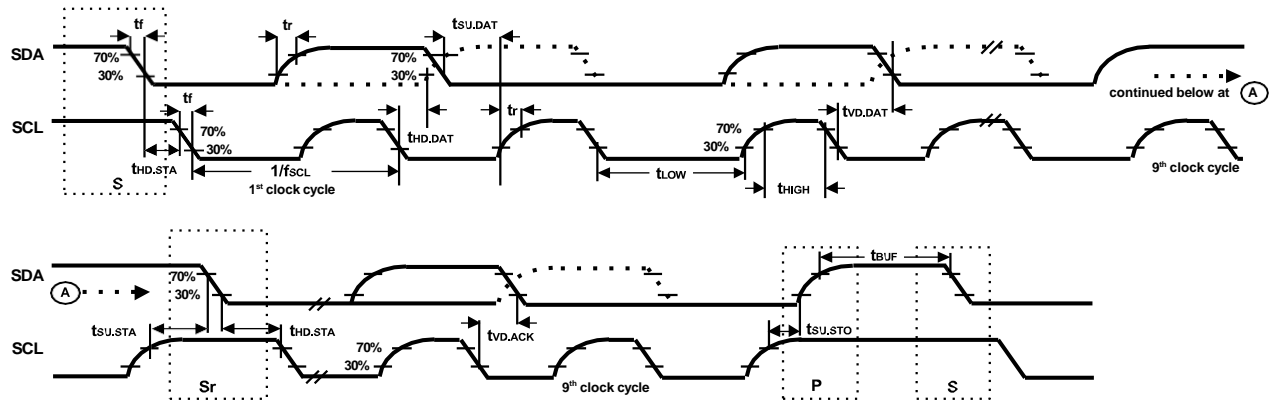 tf
tr
tSU.DAT
SDA
70%
30%
70%
30%
continued below at A
tf
tr
tVD.DAT
SCL
70%
30%
tHD.DAT
70%
30%
tHD.STA
S
1/fSCL
1st clock cycle
tLOW
tHIGH
9th clock cycle
SDA
70%
30%
tBUF
A
tSU.STA
tHD.STA
tVD.ACK
tSU.STO
SCL
70%
30%
Sr
9th clock cycle
P
S